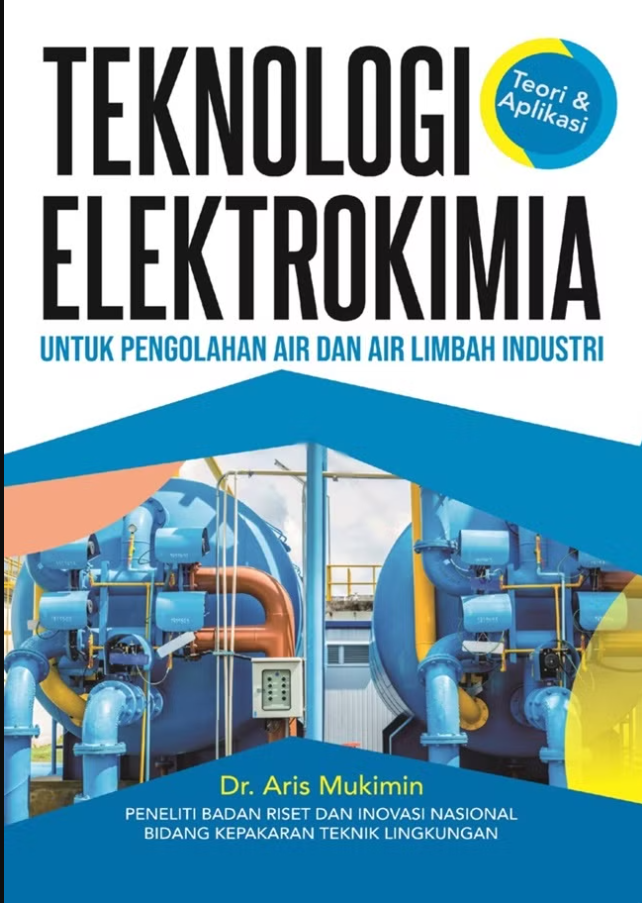 TEKNOLOGI
Teori &
Aplikasi
ELEKTROKIMIA
UNTUK PENGOLAHAN AIR DAN AIR LIMBAH INDUSTRI
Dr. Aris Mukimin
PENELITI BADAN RISET DAN INOVASI NASIONAL
BIDANG KEPAKARAN TEKNIK LINGKUNGAN